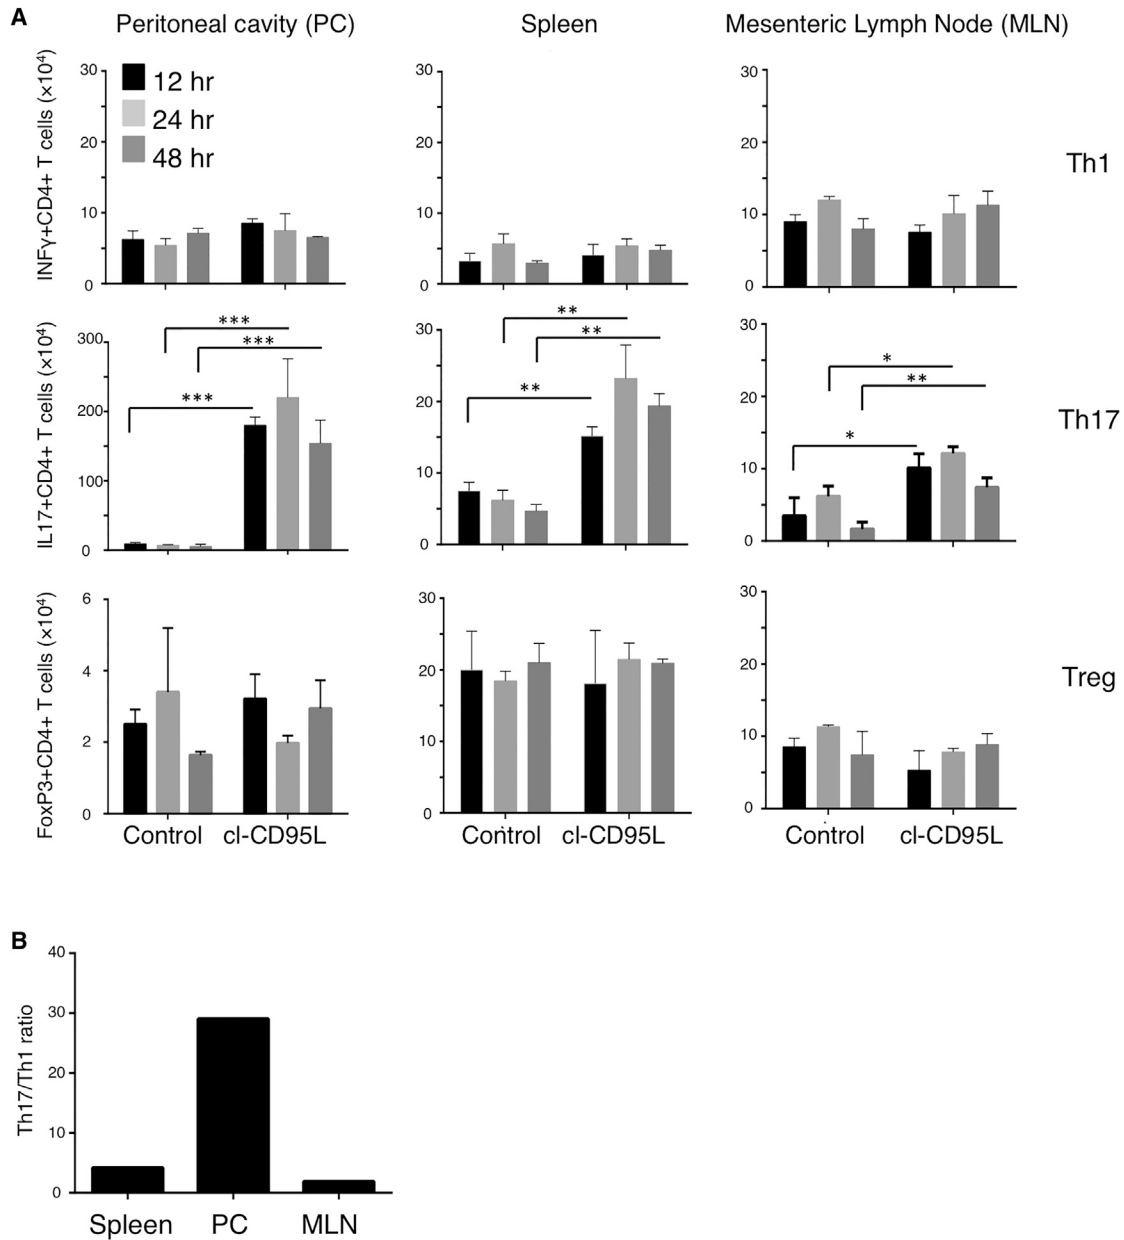 A
Peritoneal cavity (PC)
Spleen
Mesenteric Lymph Node (MLN)
INFγ+CD4+ T cells (×10⁴)
30
20
10
0
12 hr
24 hr
48 hr
30
20
10
0
30
20
10
0
Th1
IL17+CD4+ T cells (×10⁴)
300
200
100
0
***
***
***
30
20
10
0
**
**
**
30
20
10
0
*
**
*
Th17
FoxP3+CD4+ T cells (×10⁴)
6
4
2
0
Control cl-CD95L
30
20
10
0
Control cl-CD95L
30
20
10
0
Control cl-CD95L
Treg
B
Th17/Th1 ratio
40
30
20
10
0
Spleen PC MLN